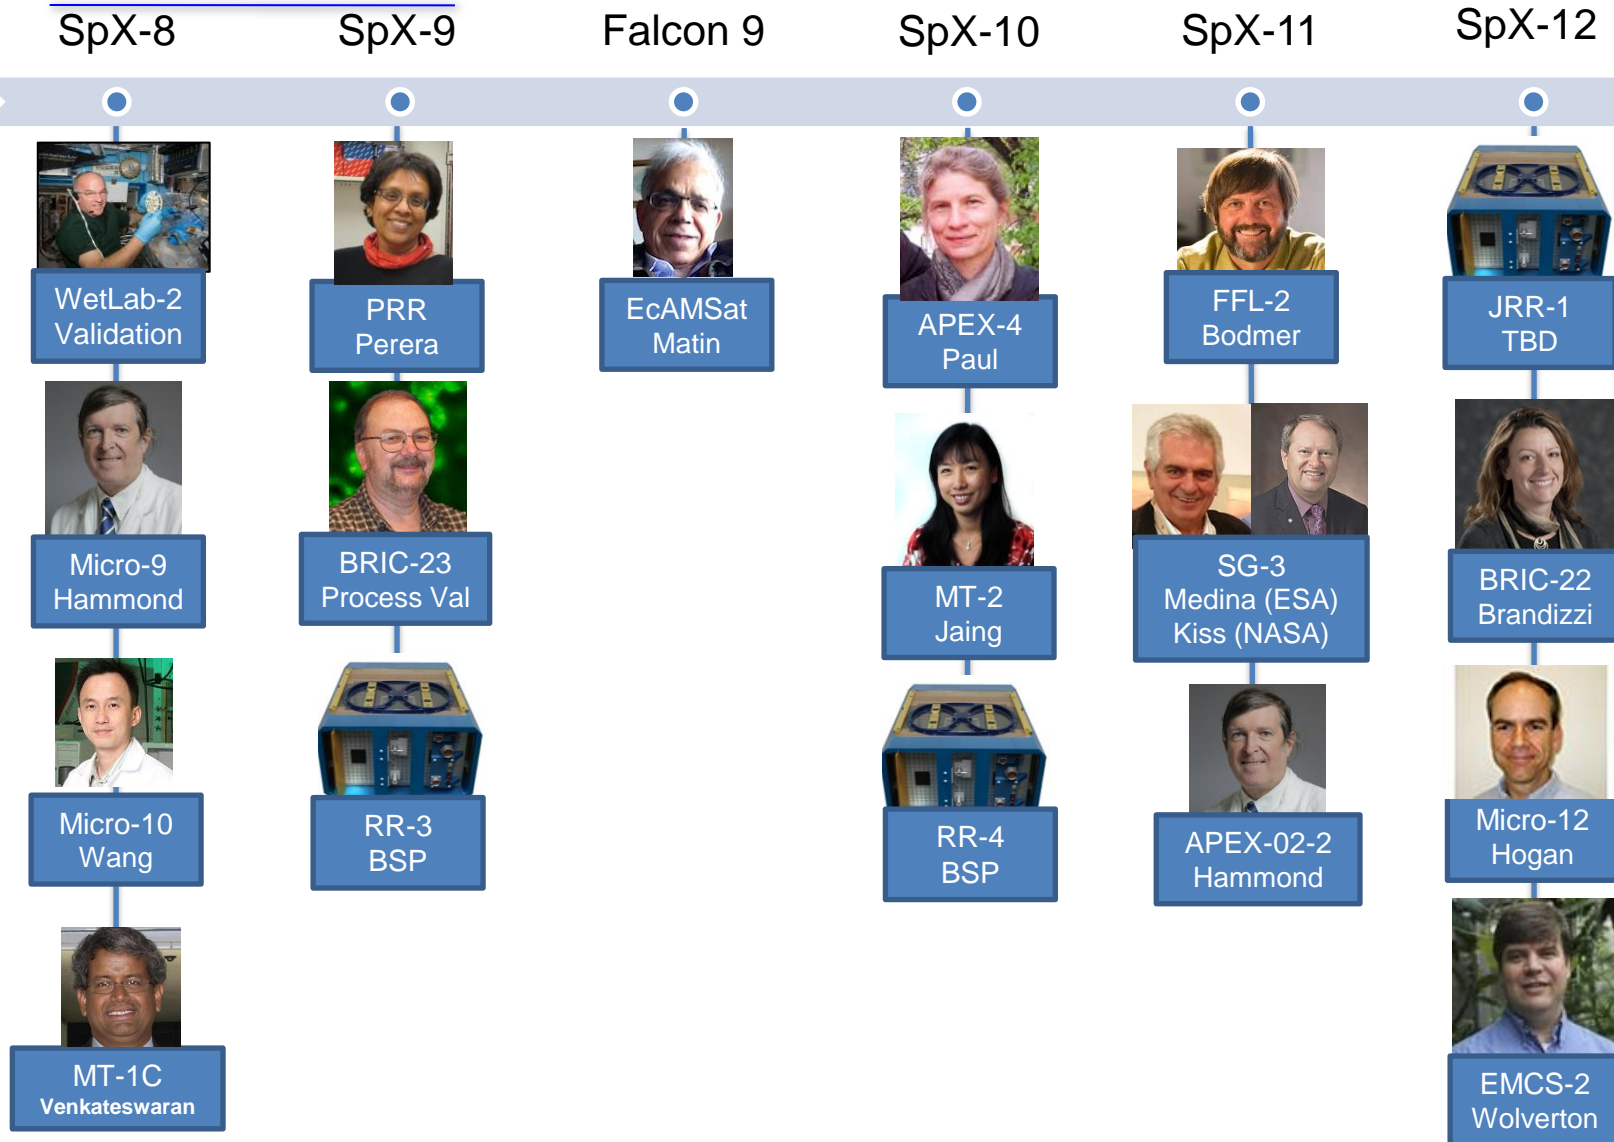 SpX-8
SpX-9
Falcon 9
SpX-10
SpX-11
SpX-12
WetLab-2
Validation
Micro-9
Hammond
Micro-10
Wang
MT-1C
Venkateswaran
PRR
Perera
BRIC-23
Process Val
RR-3
BSP
EcAMSat
Matin
APEX-4
Paul
MT-2
Jaing
RR-4
BSP
FFL-2
Bodmer
SG-3
Medina (ESA)
Kiss (NASA)
APEX-02-2
Hammond
JRR-1
TBD
BRIC-22
Brandizzi
Micro-12
Hogan
EMCS-2
Wolverton